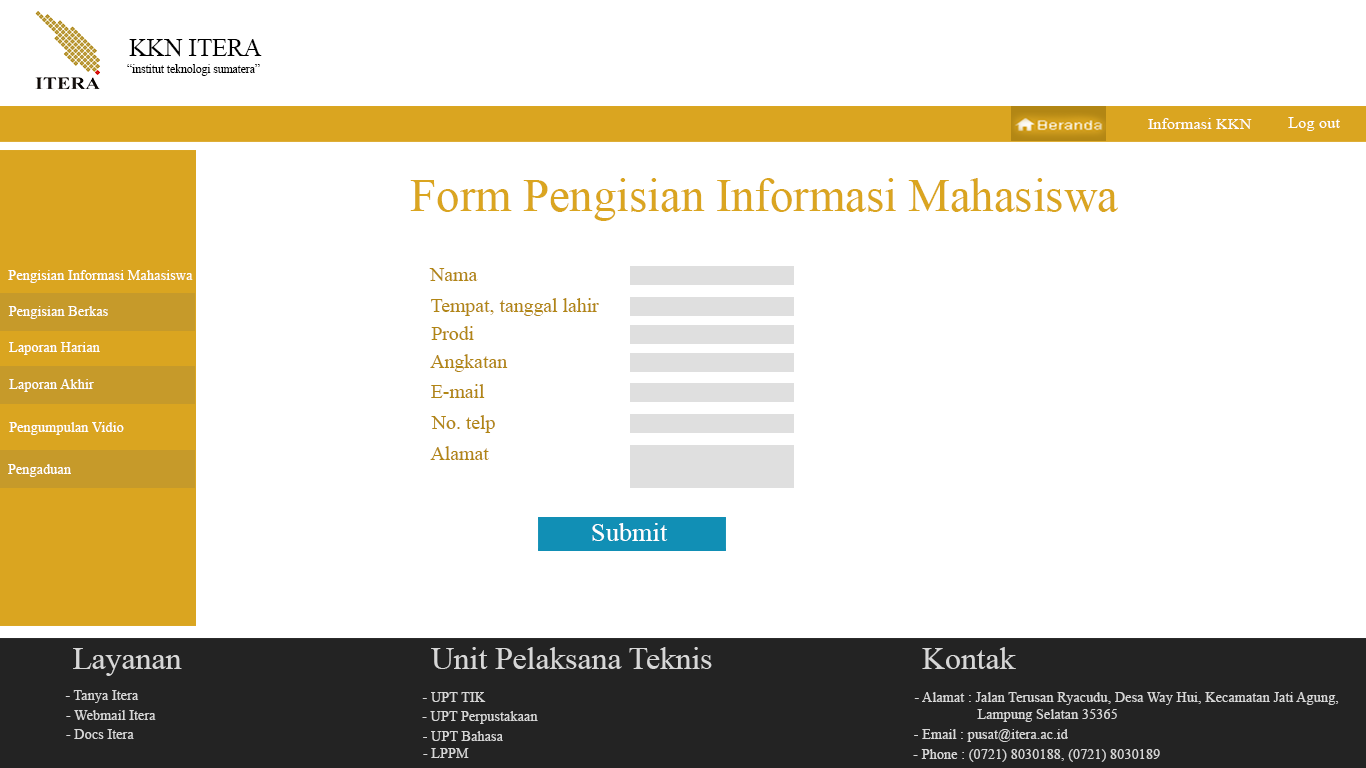 ITERA
KKN ITERA
“institut teknologi sumatera”
Beranda
Informasi KKN
Log out
Form Pengisian Informasi Mahasiswa
Pengisian Informasi Mahasiswa
Pengisian Berkas
Laporan Harian
Laporan Akhir
Pengumpulan Vidio
Pengaduan
Nama
Tempat, tanggal lahir
Prodi
Angkatan
E-mail
No. telp
Alamat
Submit
Layanan
- Tanya Itera
- Webmail Itera
- Docs Itera
Unit Pelaksana Teknis
- UPT TIK
- UPT Perpustakaan
- UPT Bahasa
- LPPM
Kontak
- Alamat : Jalan Terusan Ryacudu, Desa Way Hui, Kecamatan Jati Agung,
Lampung Selatan 35365
- Email : pusat@itera.ac.id
- Phone : (0721) 8030188, (0721) 8030189